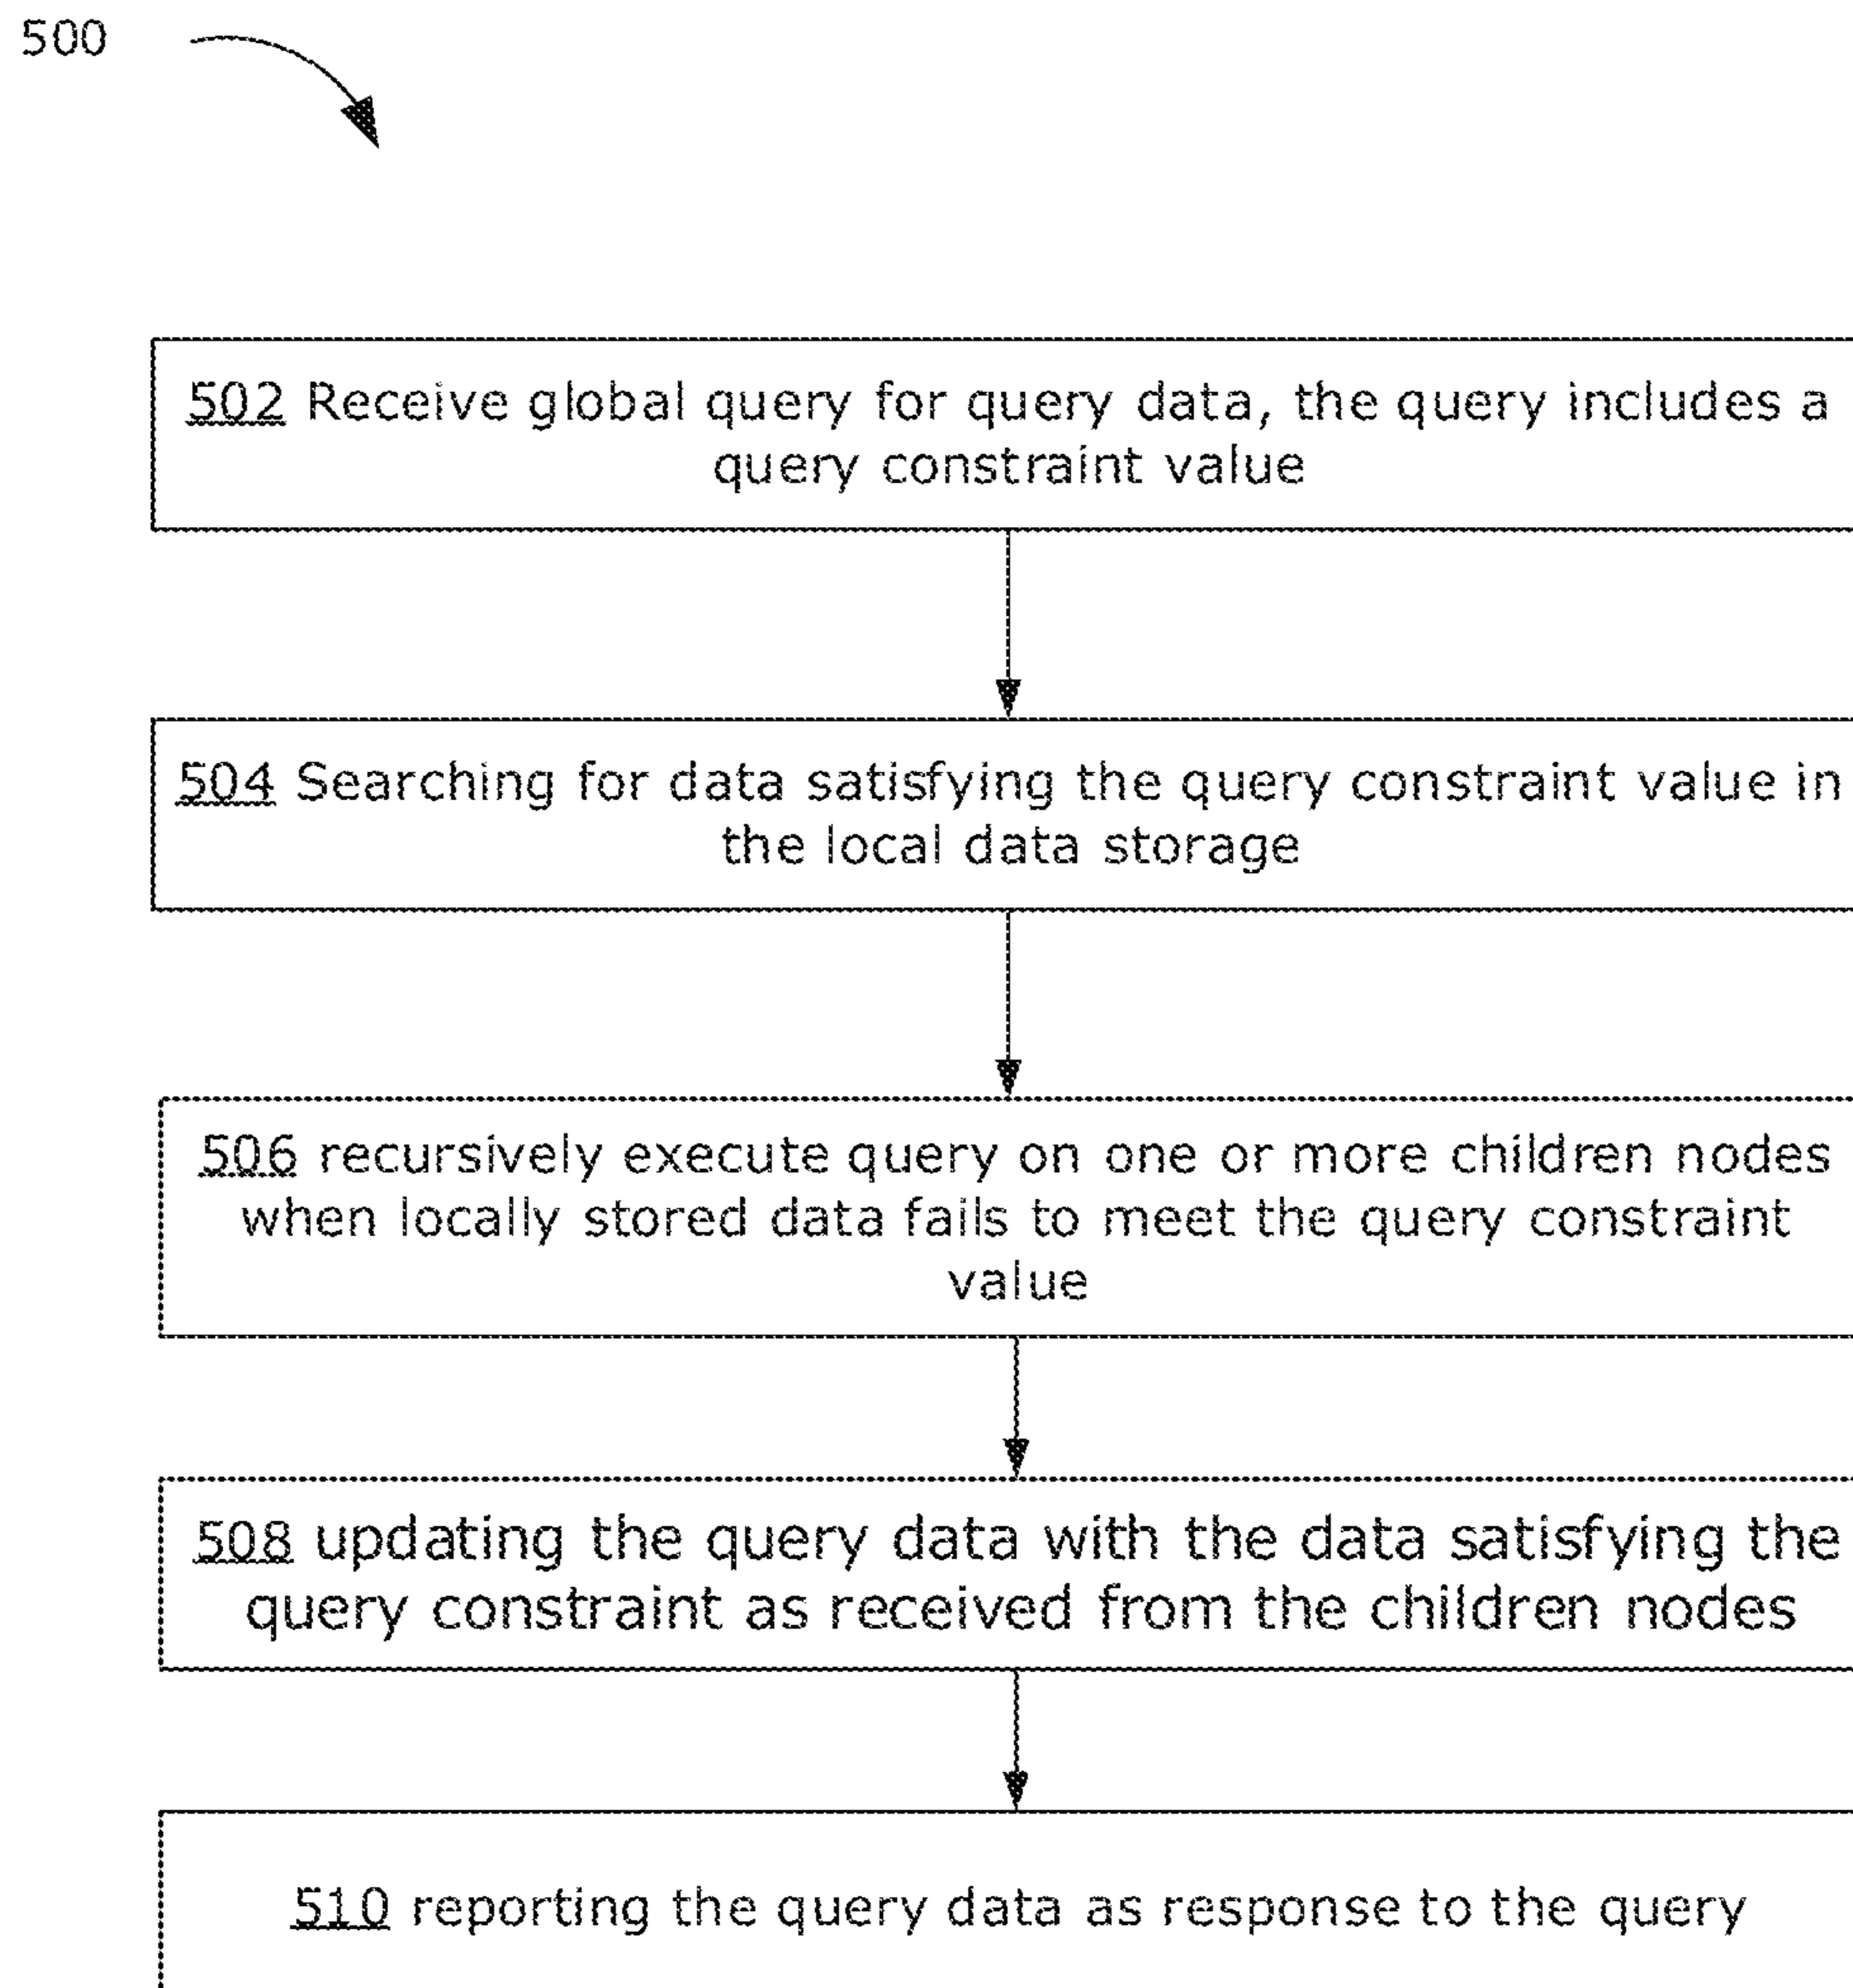 500
502 Receive global query for query data, the query includes a
query constraint value
504 Searching for data satisfying the query constraint value in
the local data storage
506 recursively execute query on one or more children nodes
when locally stored data fails to meet the query constraint
value
508 updating the query data with the data satisfying the
query constraint as received from the children nodes
510 reporting the query data as response to the query